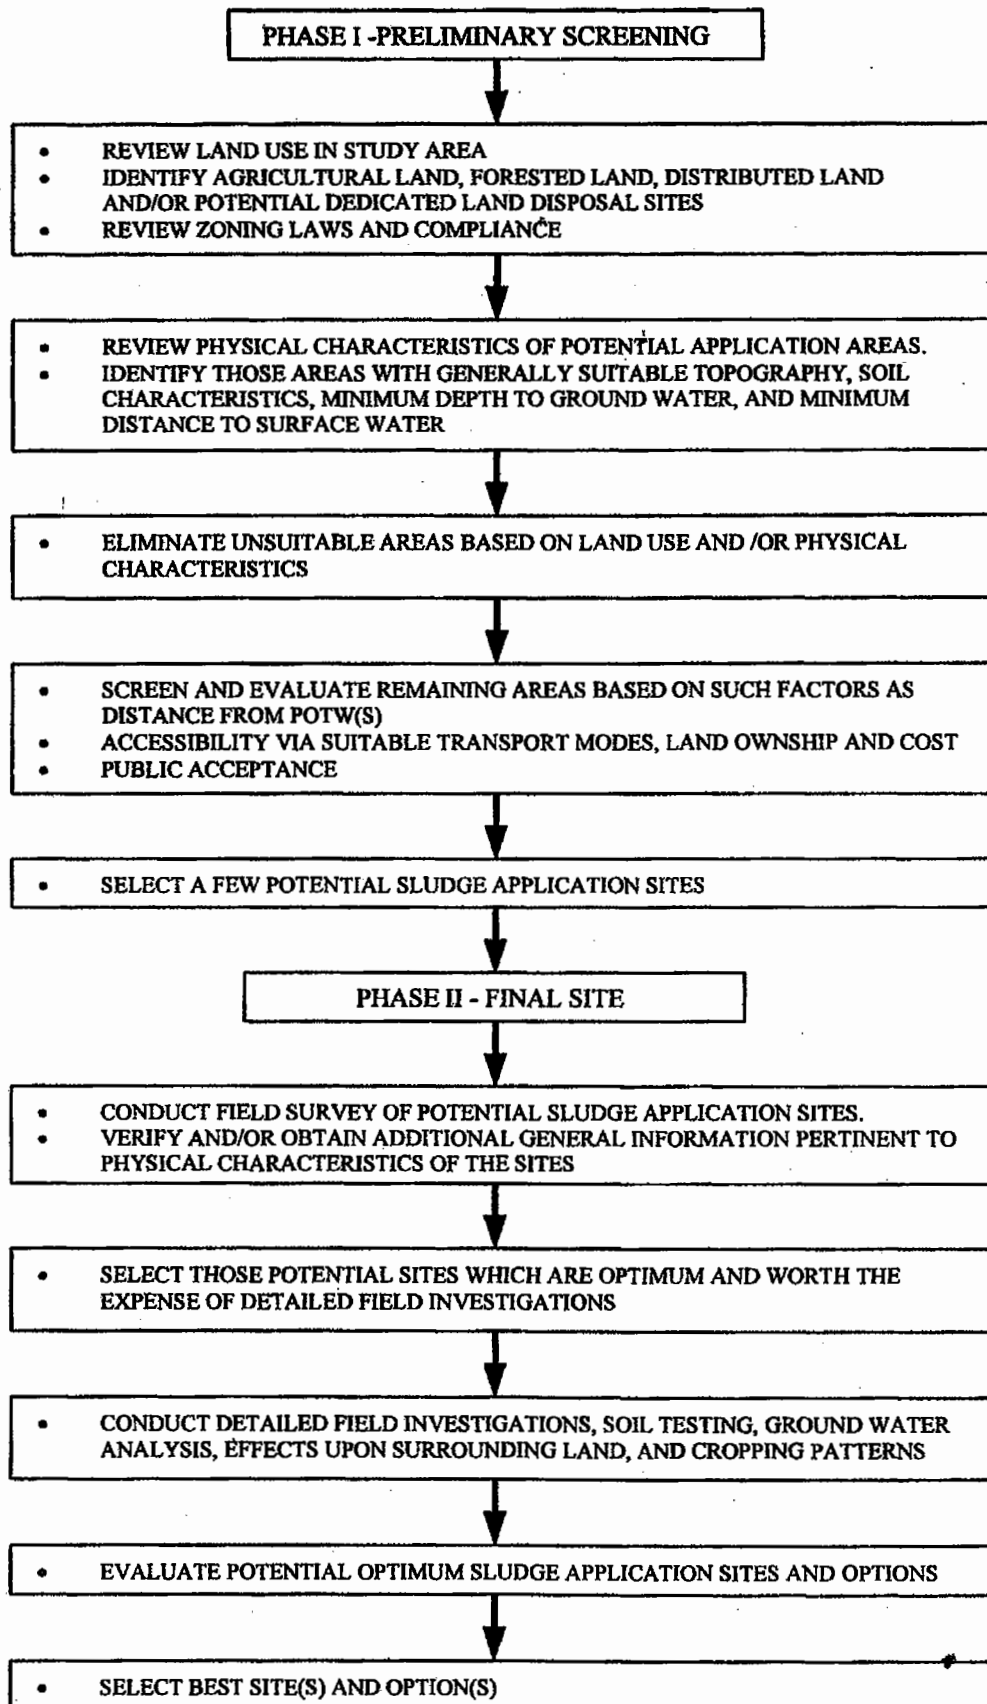 PHASE I -PRELIMINARY SCREENING
• REVIEW LAND USE IN STUDY AREA
• IDENTIFY AGRICULTURAL LAND, FORESTED LAND, DISTRIBUTED LAND
AND/OR POTENTIAL DEDICATED LAND DISPOSAL SITES
• REVIEW ZONING LAWS AND COMPLIANCE
• REVIEW PHYSICAL CHARACTERISTICS OF POTENTIAL APPLICATION AREAS.
• IDENTIFY THOSE AREAS WITH GENERALLY SUITABLE TOPOGRAPHY, SOIL
CHARACTERISTICS, MINIMUM DEPTH TO GROUND WATER, AND MINIMUM
DISTANCE TO SURFACE WATER
• ELIMINATE UNSUITABLE AREAS BASED ON LAND USE AND /OR PHYSICAL
CHARACTERISTICS
• SCREEN AND EVALUATE REMAINING AREAS BASED ON SUCH FACTORS AS
DISTANCE FROM POTW(S)
• ACCESSIBILITY VIA SUITABLE TRANSPORT MODES, LAND OWNSHIP AND COST
• PUBLIC ACCEPTANCE
• SELECT A FEW POTENTIAL SLUDGE APPLICATION SITES
PHASE II - FINAL SITE
• CONDUCT FIELD SURVEY OF POTENTIAL SLUDGE APPLICATION SITES.
• VERIFY AND/OR OBTAIN ADDITIONAL GENERAL INFORMATION PERTINENT TO
PHYSICAL CHARACTERISTICS OF THE SITES
• SELECT THOSE POTENTIAL SITES WHICH ARE OPTIMUM AND WORTH THE
EXPENSE OF DETAILED FIELD INVESTIGATIONS
• CONDUCT DETAILED FIELD INVESTIGATIONS, SOIL TESTING, GROUND WATER
ANALYSIS, EFFECTS UPON SURROUNDING LAND, AND CROPPING PATTERNS
• EVALUATE POTENTIAL OPTIMUM SLUDGE APPLICATION SITES AND OPTIONS
• SELECT BEST SITE(S) AND OPTION(S)